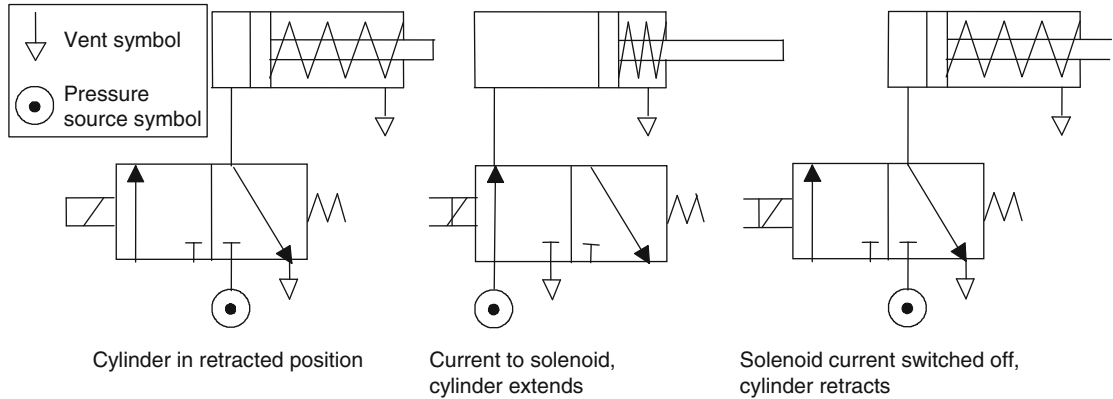 Vent symbol
Pressure
source symbol
Cylinder in retracted position
Current to solenoid,
cylinder extends
Solenoid current switched off,
cylinder retracts